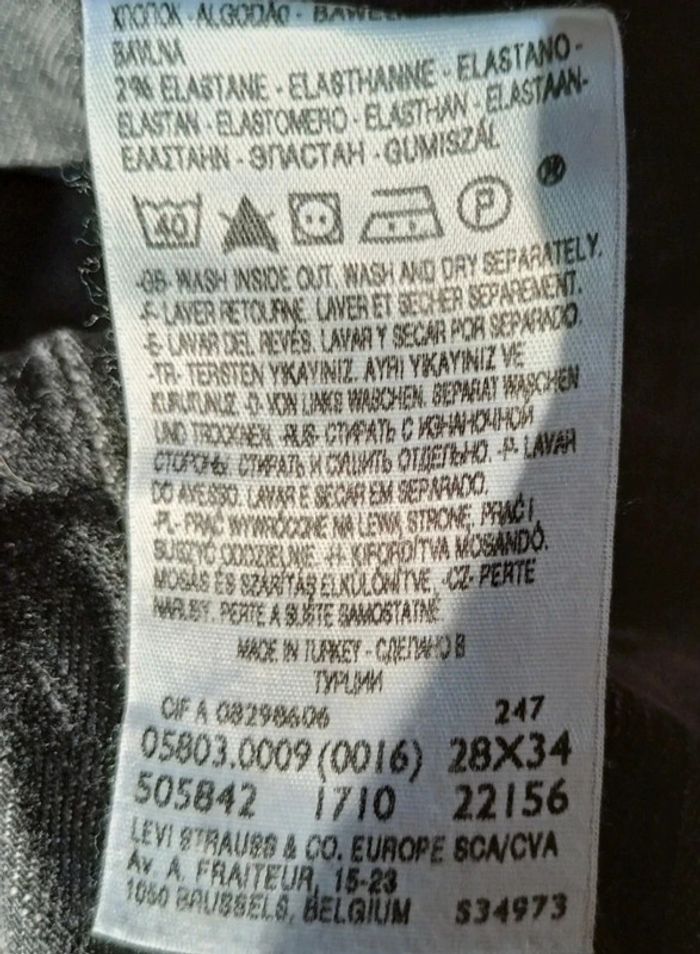 ХЛОПОК - ALGODÃO - BAWEŁ
BAVLNA
2% ELASTANE - ELASTHANNE - ELASTANO -
ELASTAN - ELASTOMERO - ELASTHAN - ELASTAAN-
ΕΛΑΣΤΑΗΝ - ЭЛАСТАН - GUMISZÁL
40 P
-GB- WASH INSIDE OUT. WASH AND DRY SEPARATELY.
-F- LAVER RETOURNE. LAVER ET SECHER SEPAREMENT.
-E- LAVAR DEL REVÉS. LAVAR Y SECAR POR SEPARADO.
-TR- TERSTEN YIKAYINIZ. AYRI YIKAYINIZ VE
KURUTUNUZ. -D- VON LINKS WASCHEN. SEPARAT WASCHEN
UND TROCKNEN. -RUS- СТИРАТЬ С ИЗНАНОЧНОЙ
СТОРОНЫ. СТИРАТЬ И СУШИТЬ ОТДЕЛЬНО. -P- LAVAR
DO AVESSO. LAVAR E SECAR EM SEPARADO.
-PL- PRAĆ WYWRÓCONE NA LEWĄ STRONĘ, PRAĆ I
SUSZYĆ ODDZIELNIE. -H- KIFORDÍTVA MOSANDÓ.
MOSÁS ÉS SZÁRÍTÁS ELKÜLÖNÍTVE. -CZ- PERTE
NARUBY. PERTE A SUŠTE SAMOSTATNĚ
MADE IN TURKEY - СДЕЛАНО В
ТУРЦИИ
CIF A 08298606 247
05803.0009 (0016) 28X34
505842 1710 22156
LEVI STRAUSS & CO. EUROPE SCA/CVA
AV. A. FRAITEUR, 15-23
1050 BRUSSELS, BELGIUM S34973